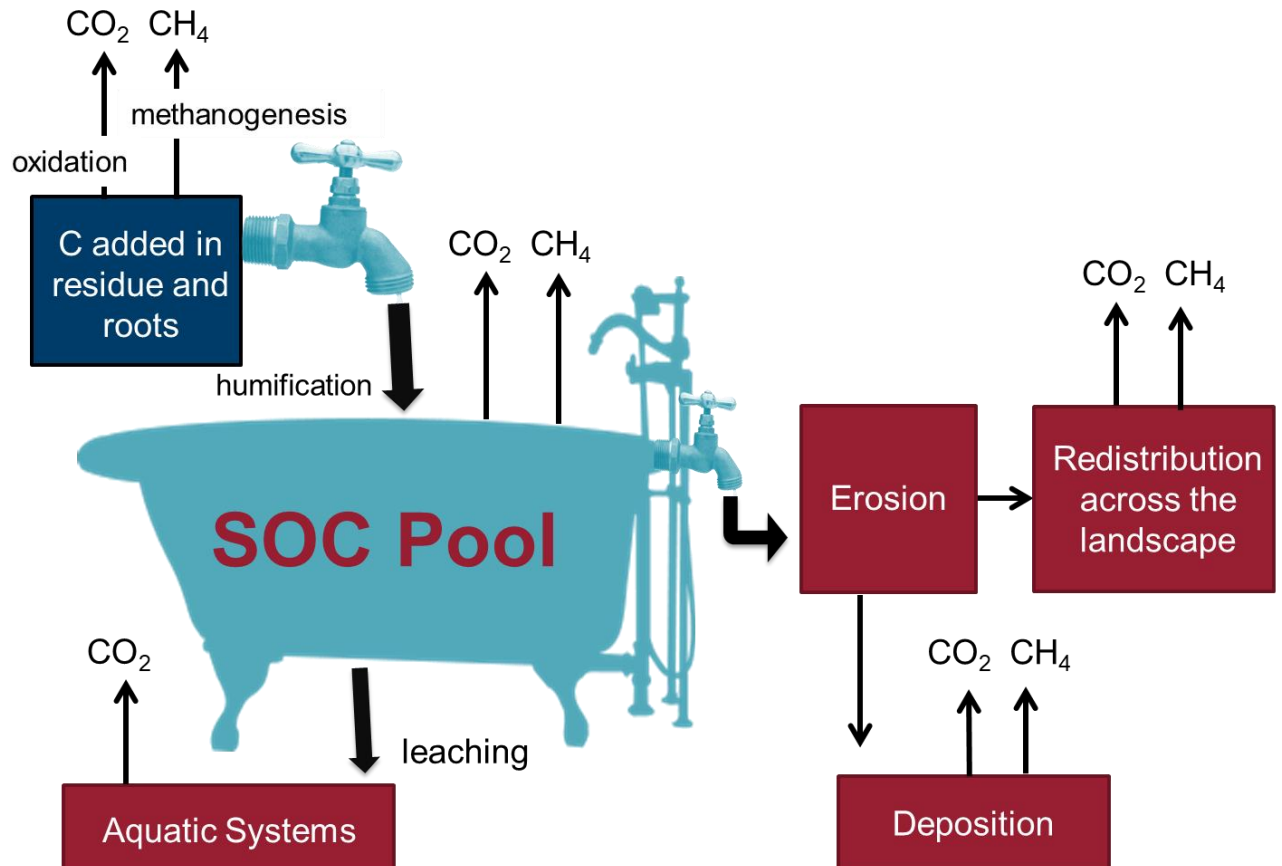 CO₂ CH₄
methanogenesis
oxidation
C added in
residue and
roots
CO₂ CH₄
humification
SOC Pool
CO₂ CH₄
Erosion
Redistribution
across the
landscape
CO₂
leaching
Aquatic Systems
CO₂ CH₄
Deposition